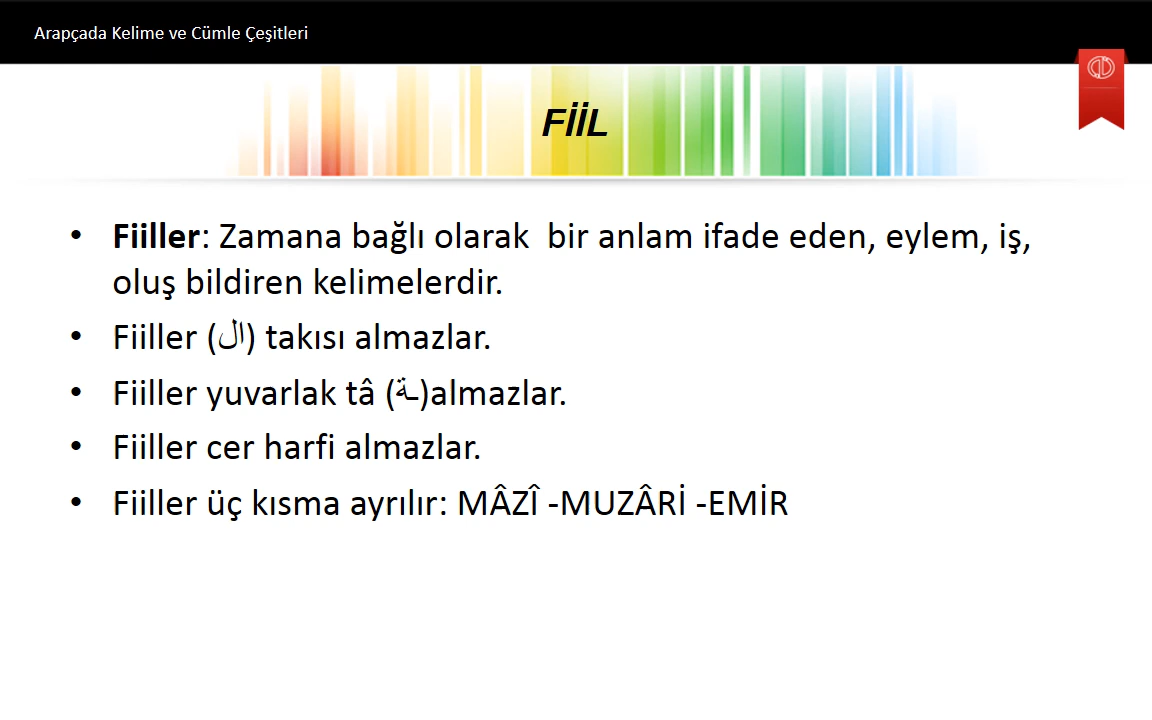 Arapçada Kelime ve Cümle Çeşitleri
FİİL
• Fiiller: Zamana bağlı olarak bir anlam ifade eden, eylem, iş,
oluş bildiren kelimelerdir.
• Fiiller (ال) takısı almazlar.
• Fiiller yuvarlak tâ (ـة)almazlar.
• Fiiller cer harfi almazlar.
• Fiiller üç kısma ayrılır: MÂZÎ -MUZÂRİ -EMİR